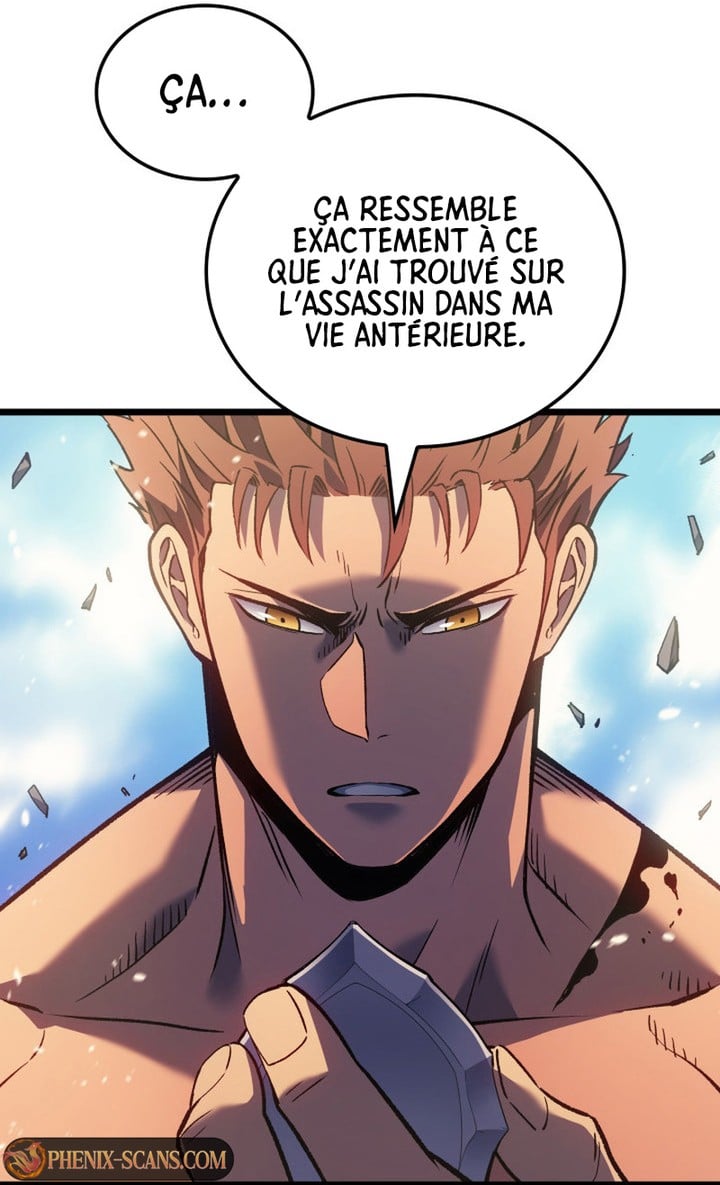 ÇA...
ÇA RESSEMBLE
EXACTEMENT À CE
QUE J'AI TROUVÉ SUR
L'ASSASSIN DANS MA
VIE ANTÉRIEURE.
PHENIX-SCANS.COM